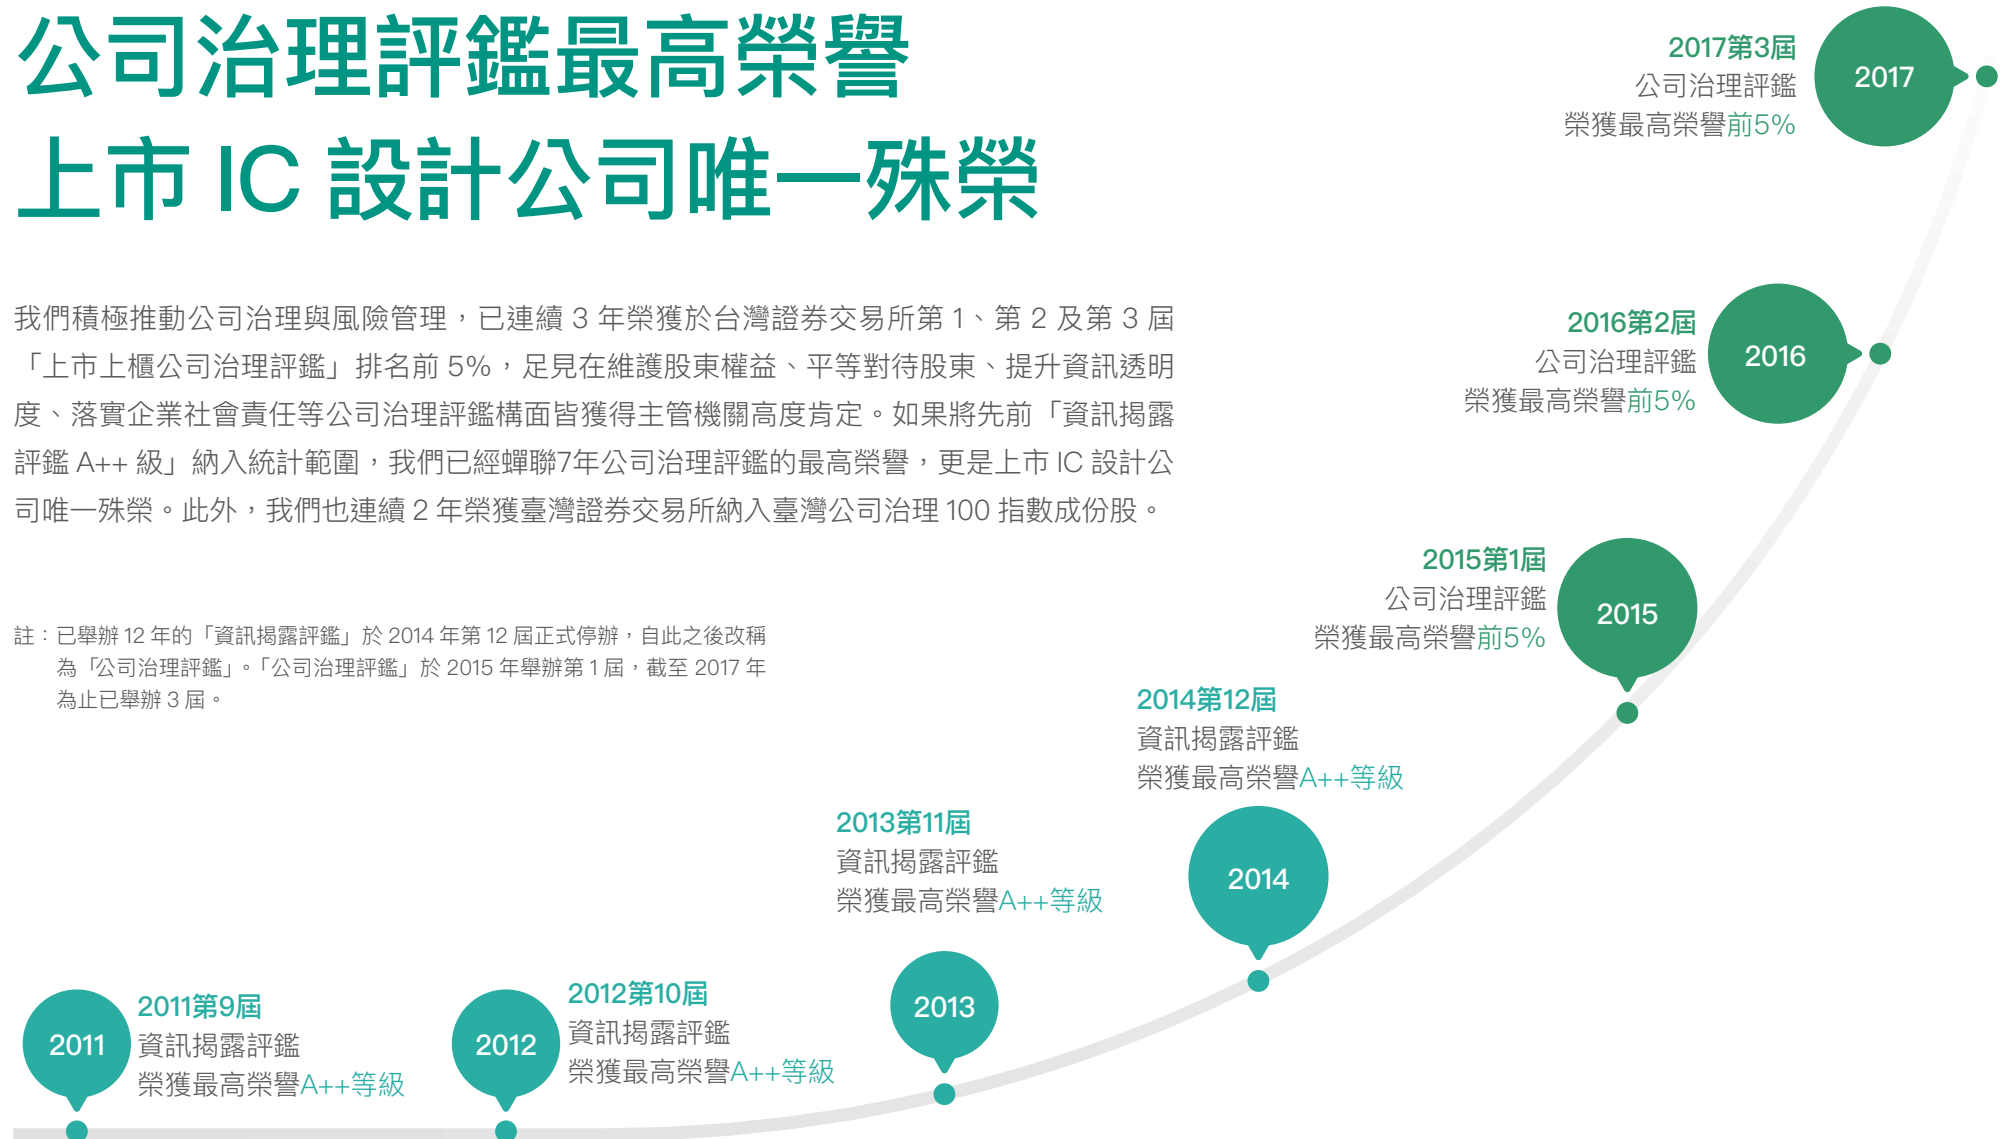 公司治理評鑑最高榮譽
上市 IC 設計公司唯一殊榮
我們積極推動公司治理與風險管理，已連續 3 年榮獲於台灣證券交易所第 1、第 2 及第 3 屆
「上市上櫃公司治理評鑑」排名前 5%，足見在維護股東權益、平等對待股東、提升資訊透明
度、落實企業社會責任等公司治理評鑑構面皆獲得主管機關高度肯定。如果將先前「資訊揭露
評鑑 A++ 級」納入統計範圍，我們已經蟬聯7年公司治理評鑑的最高榮譽，更是上市 IC 設計公
司唯一殊榮。此外，我們也連續 2 年榮獲臺灣證券交易所納入臺灣公司治理 100 指數成份股。
註：已舉辦 12 年的「資訊揭露評鑑」於 2014 年第 12 屆正式停辦，自此之後改稱
為「公司治理評鑑」。「公司治理評鑑」於 2015 年舉辦第 1 屆，截至 2017 年
為止已舉辦 3 屆。
2017第3屆
公司治理評鑑
榮獲最高榮譽前5%
2017
2016第2屆
公司治理評鑑
榮獲最高榮譽前5%
2016
2015第1屆
公司治理評鑑
榮獲最高榮譽前5%
2015
2014第12屆
資訊揭露評鑑
榮獲最高榮譽A++等級
2014
2013第11屆
資訊揭露評鑑
榮獲最高榮譽A++等級
2013
2012第10屆
資訊揭露評鑑
榮獲最高榮譽A++等級
2012
2011第9屆
資訊揭露評鑑
榮獲最高榮譽A++等級
2011